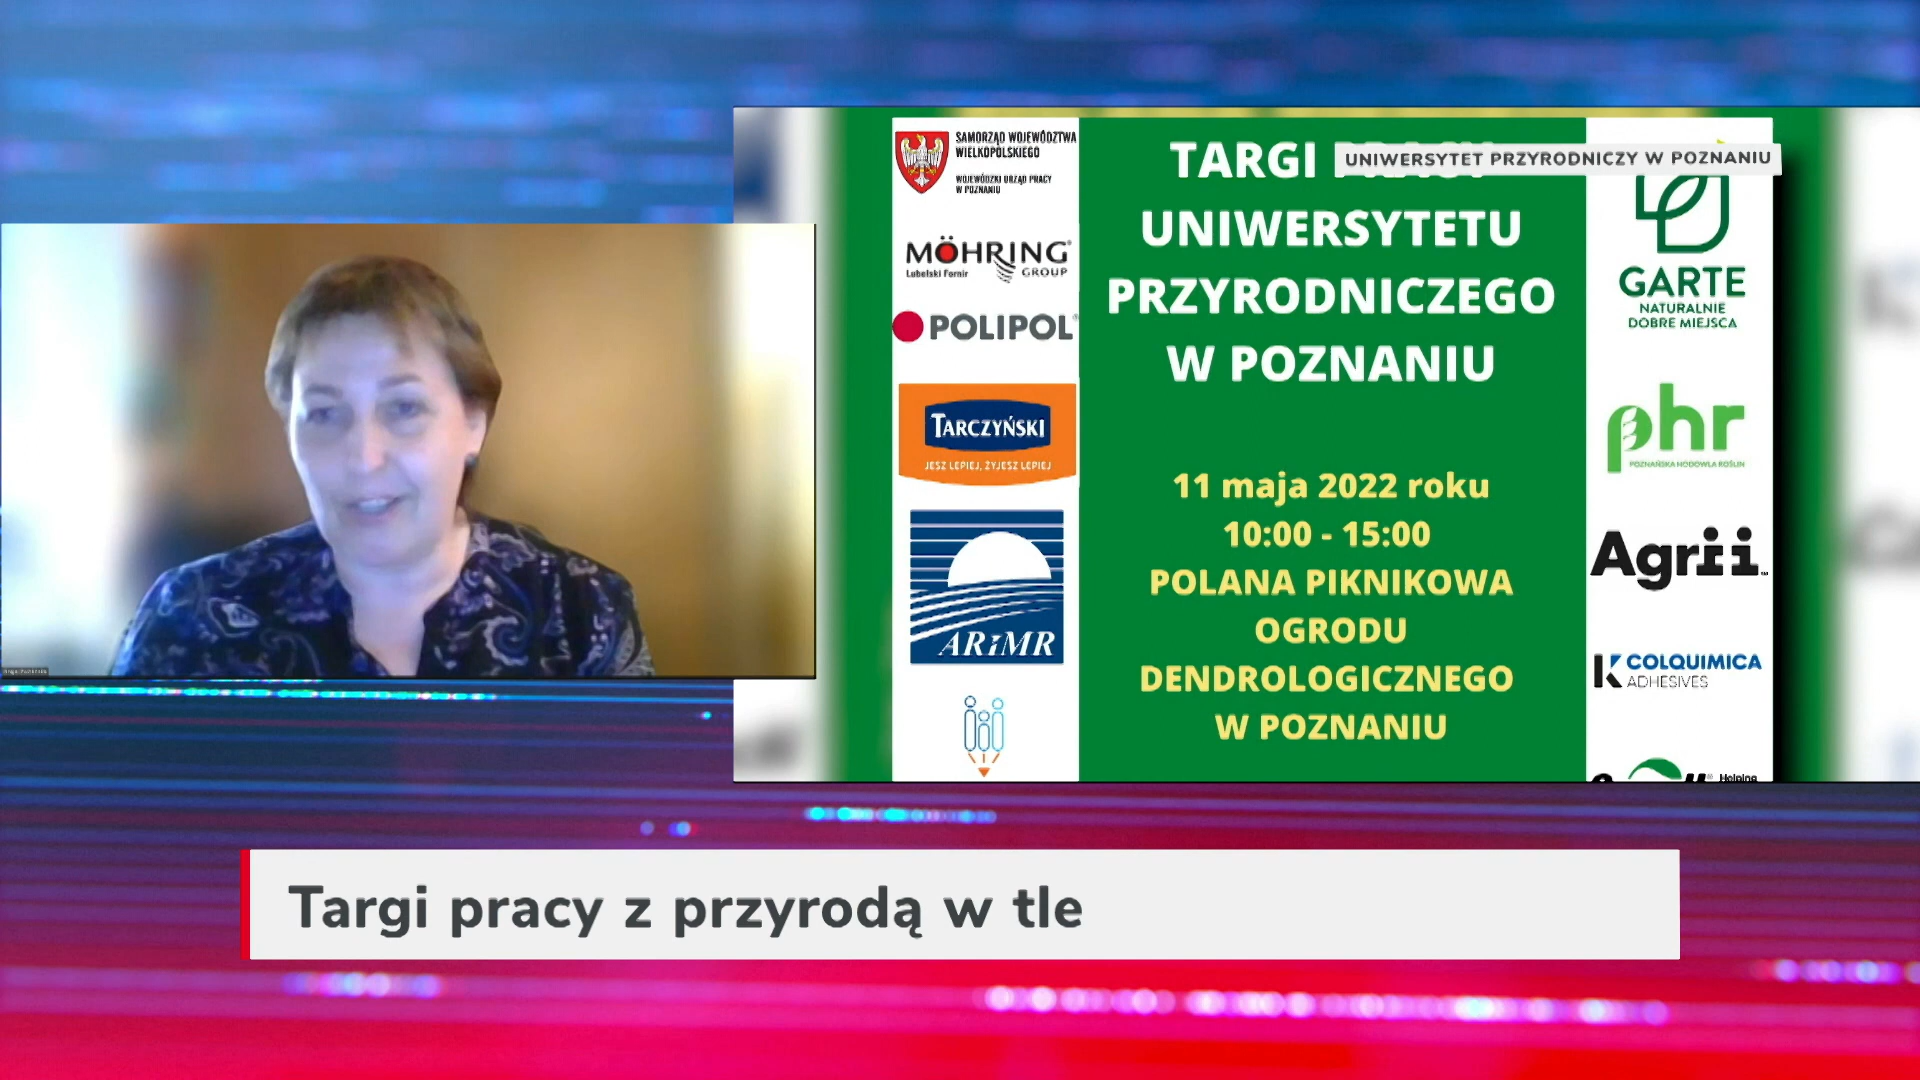 SAMORZĄD WOJEWÓDZTWA
WIELKOPOLSKIEGO
WOJEWÓDZKI URZĄD PRACY
W POZNANIU
MÖHRING
Lubelski Fornir GROUP
POLIPOL
TARCZYŃSKI
JESZ LEPIEJ, ŻYJESZ LEPIEJ
ARiMR
TARGI PRACY
UNIWERSYTETU
PRZYRODNICZEGO
W POZNANIU
11 maja 2022 roku
10:00 - 15:00
POLANA PIKNIKOWA
OGRODU
DENDROLOGICZNEGO
W POZNANIU
UNIWERSYTET PRZYRODNICZY W POZNANIU
GARTE
NATURALNIE
DOBRE MIEJSCA
phr
POZNAŃSKA HODOWLA ROŚLIN
Agrii
COLQUIMICA
ADHESIVES
Helping
Targi pracy z przyrodą w tle